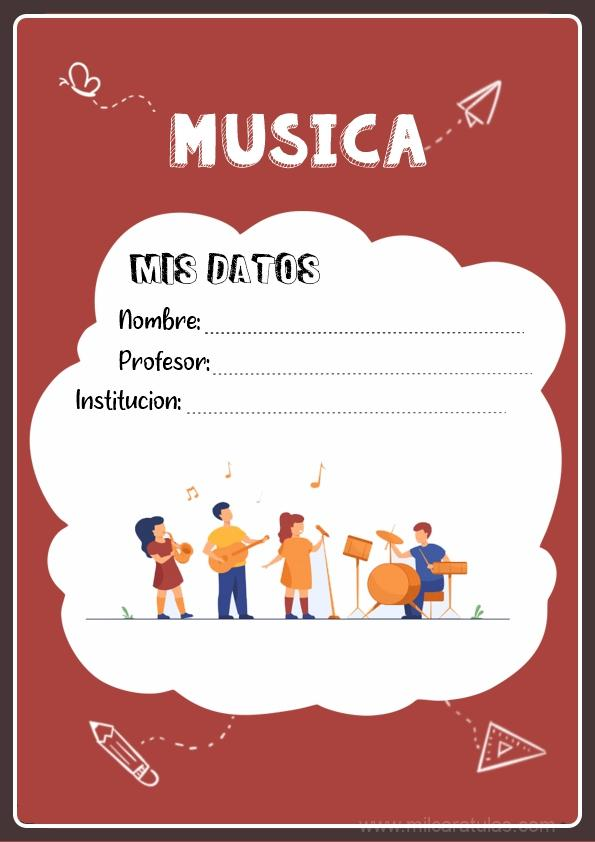 MUSICA
MIS DATOS
Nombre:
Profesor:
Institucion:
www.milcaratulas.com